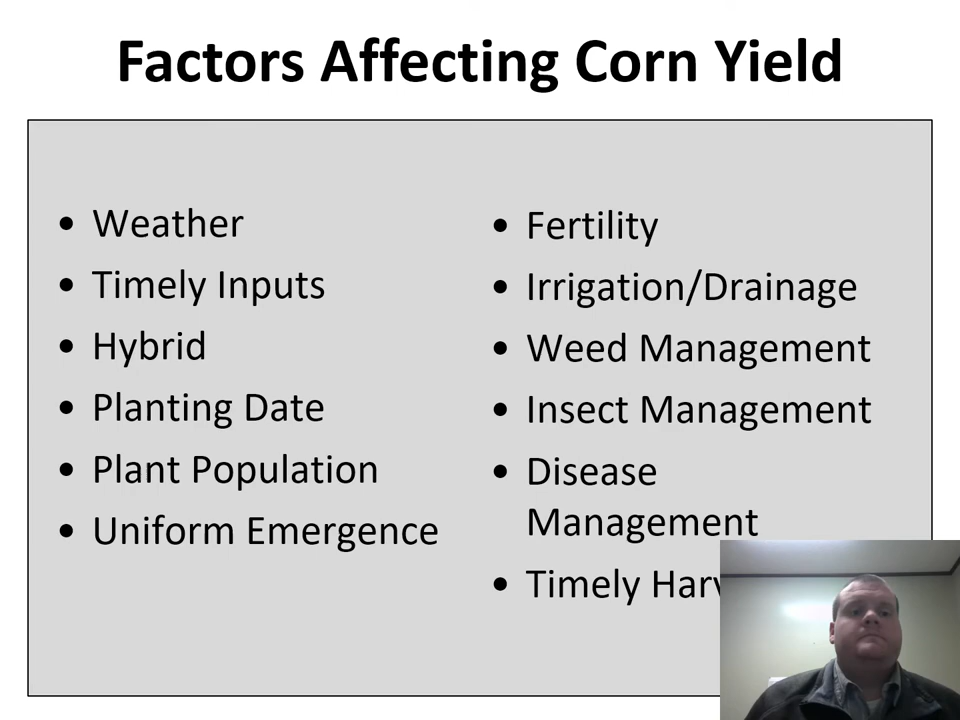 Factors Affecting Corn Yield
• Weather
• Timely Inputs
• Hybrid
• Planting Date
• Plant Population
• Uniform Emergence
• Fertility
• Irrigation/Drainage
• Weed Management
• Insect Management
• Disease
Management
• Timely